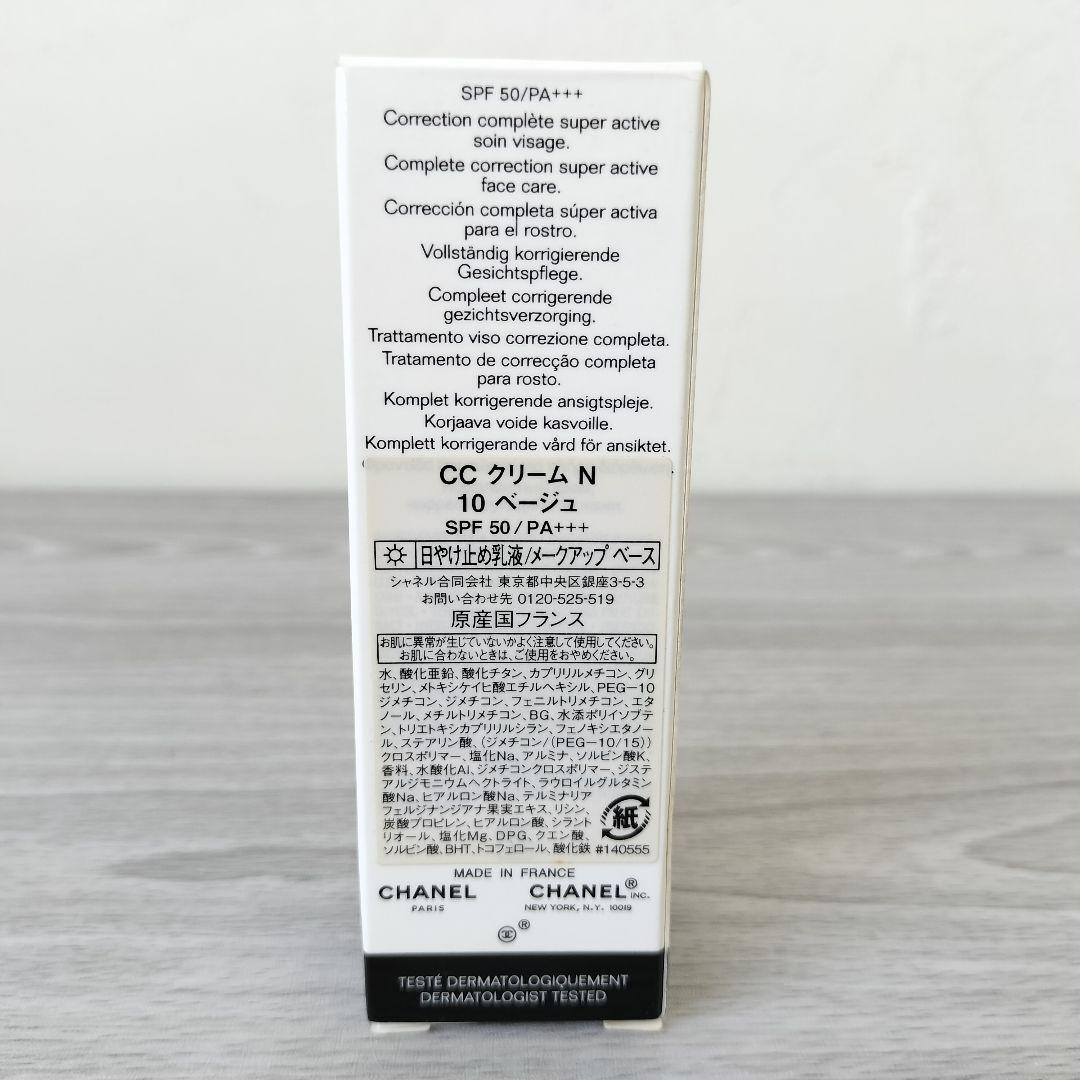 SPF 50/PA+++
Correction complète super active
soin visage.
Complete correction super active
face care.
Corrección completa súper activa
para el rostro.
Vollständig korrigierende
Gesichtspflege.
Compleet corrigerende
gezichtsverzorging.
Trattamento viso correzione completa.
Tratamento de correcção completa
para rosto.
Komplet korrigerende ansigtspleje.
Korjaava voide kasvoille.
Komplett korrigerande vård för ansiktet.
CC クリーム N
10 ベージュ
SPF 50/PA+++
日やけ止め乳液/メークアップ ベース
シャネル合同会社 東京都中央区銀座3-5-3
お問い合わせ先 0120-525-519
原産国フランス
お肌に異常が生じていないかよく注意して使用してください。
お肌に合わないときは、ご使用をおやめください。
水、酸化亜鉛、酸化チタン、カプリリルメチコン、グリ
セリン、メトキシケイヒ酸エチルヘキシル、PEG-10
ジメチコン、ジメチコン、フェニルトリメチコン、エタ
ノール、メチルトリメチコン、BG、水添ポリイソブテ
ン、トリエトキシカプリリルシラン、フェノキシエタノー
ル、ステアリン酸、(ジメチコン/(PEG-10/15))
クロスポリマー、塩化Na、アルミナ、ソルビン酸K、
香料、水酸化Al、ジメチコンクロスポリマー、ジステ
アルジモニウムヘクトライト、ラウロイルグルタミン
酸Na、ヒアルロン酸Na、テルミナリア
フェルジナンジアナ果実エキス、リシン、
炭酸プロピレン、ヒアルロン酸、シラント
リオール、塩化Mg、DPG、クエン酸、
ソルビン酸、BHT、トコフェロール、酸化鉄 #140555
紙
MADE IN FRANCE
CHANEL CHANEL® INC.
PARIS NEW YORK, N.Y. 10019
®
TESTÉ DERMATOLOGIQUEMENT
DERMATOLOGIST TESTED